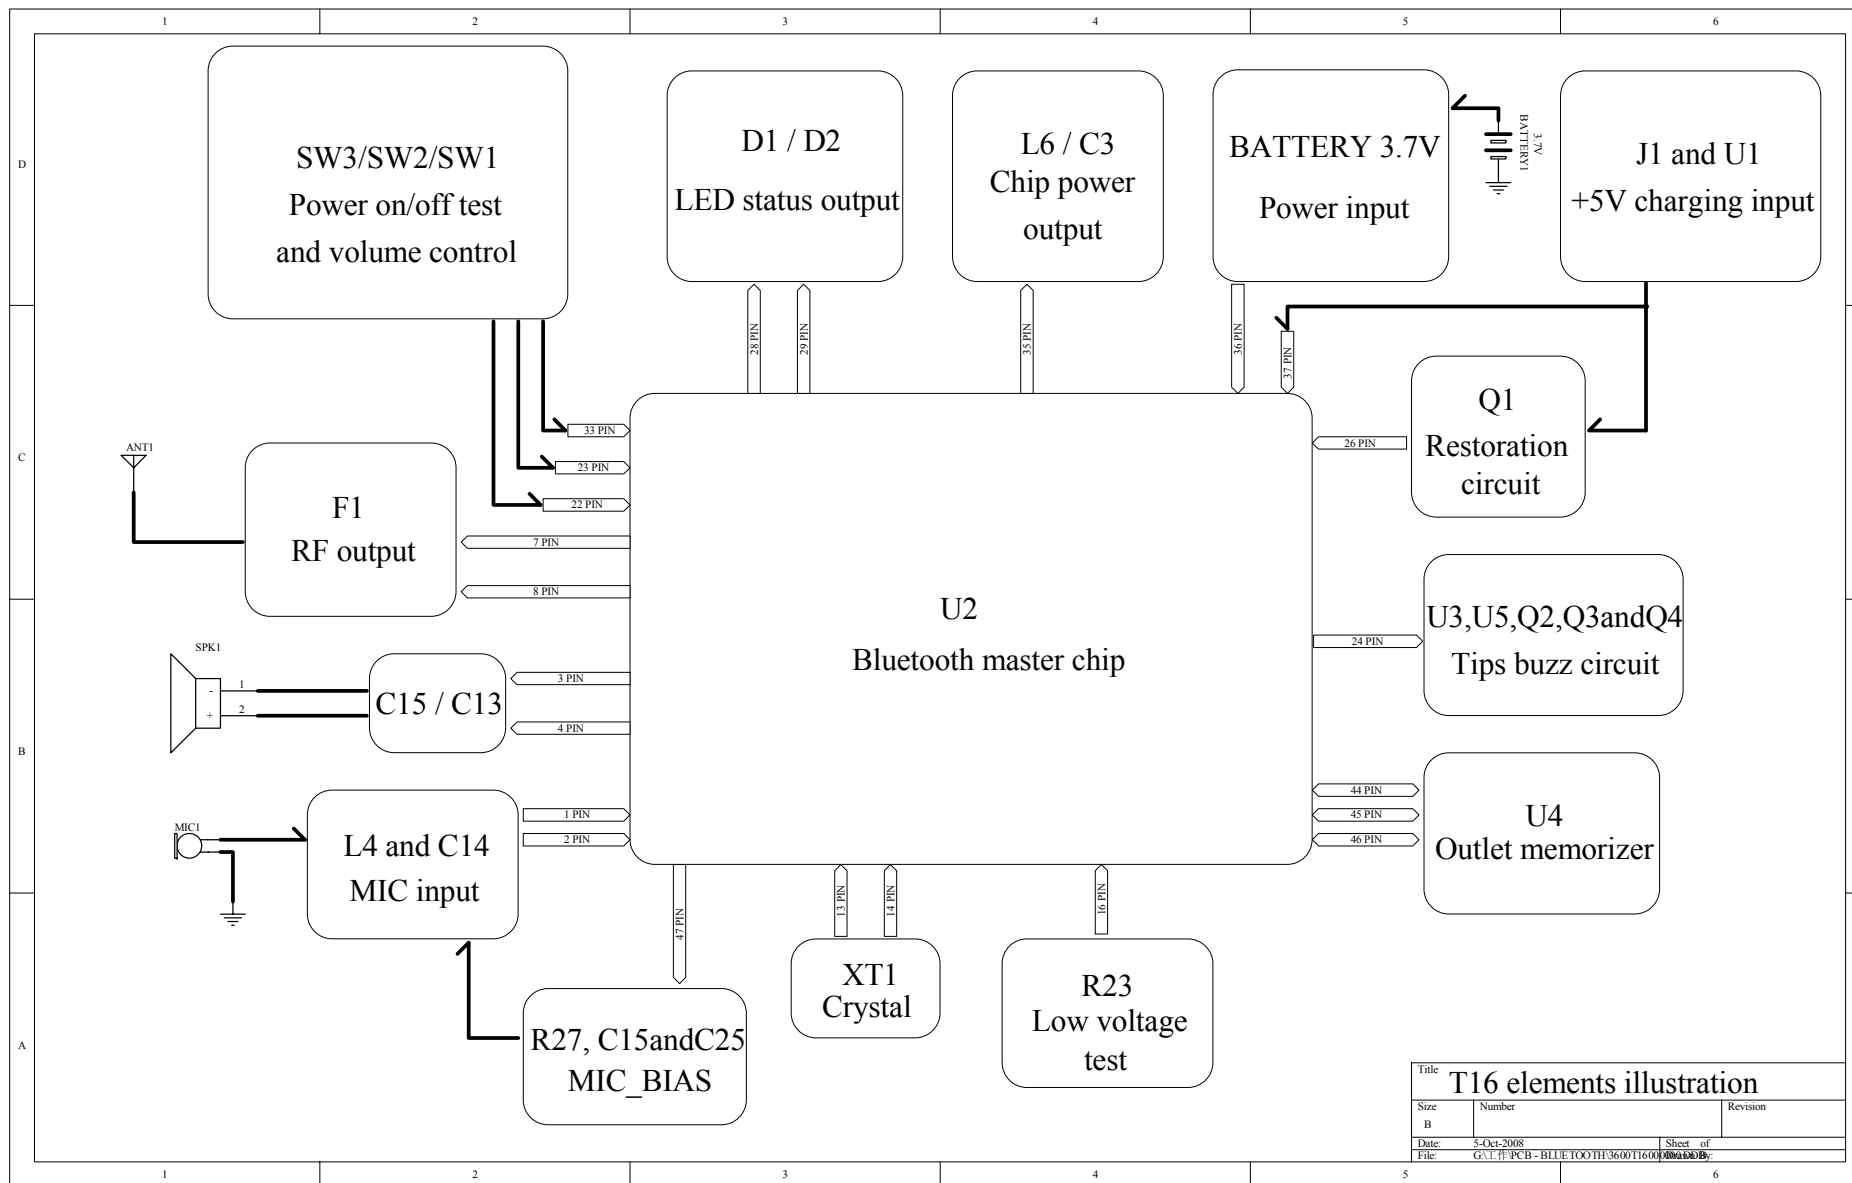 1 2 3 4 5 6
D
C
B
A
SW3/SW2/SW1
Power on/off test
and volume control
D1 / D2
LED status output
L6 / C3
Chip power
output
BATTERY 3.7V
Power input
3.7V
BATTERY1
J1 and U1
+5V charging input
28 PIN
29 PIN
35 PIN
36 PIN
37 PIN
Q1
Restoration
circuit
33 PIN
23 PIN
22 PIN
7 PIN
8 PIN
26 PIN
ANT1
F1
RF output
U2
Bluetooth master chip
U3,U5,Q2,Q3andQ4
Tips buzz circuit
24 PIN
SPK1
-
1
+
2
C15 / C13
3 PIN
4 PIN
MIC1
L4 and C14
MIC input
1 PIN
2 PIN
44 PIN
45 PIN
46 PIN
U4
Outlet memorizer
47 PIN
13 PIN
14 PIN
16 PIN
R27, C15andC25
MIC_BIAS
XT1
Crystal
R23
Low voltage
test
Title
T16 elements illustration
Size
B
Number
Revision
Date:
5-Oct-2008
Sheet of
File:
G:\工作\PCB - BLUETOOTH\3600T1600
By:
1 2 3 4 5 6